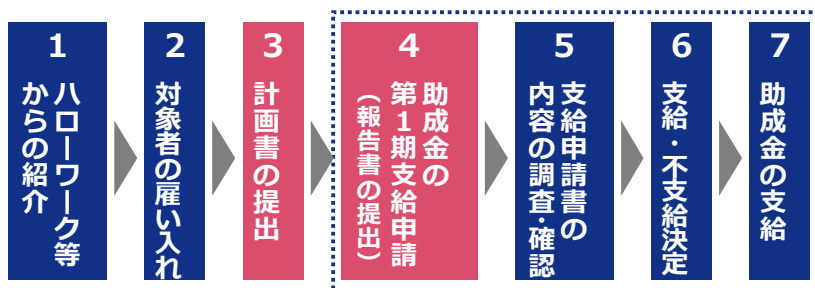 1
ハローワーク等
からの紹介
2
対象者の雇い入れ
3
計画書の提出
4
助成金の
第1期支給申請
(報告書の提出)
5
支給申請書の
内容の調査・確認
6
支給・不支給決定
7
助成金の支給